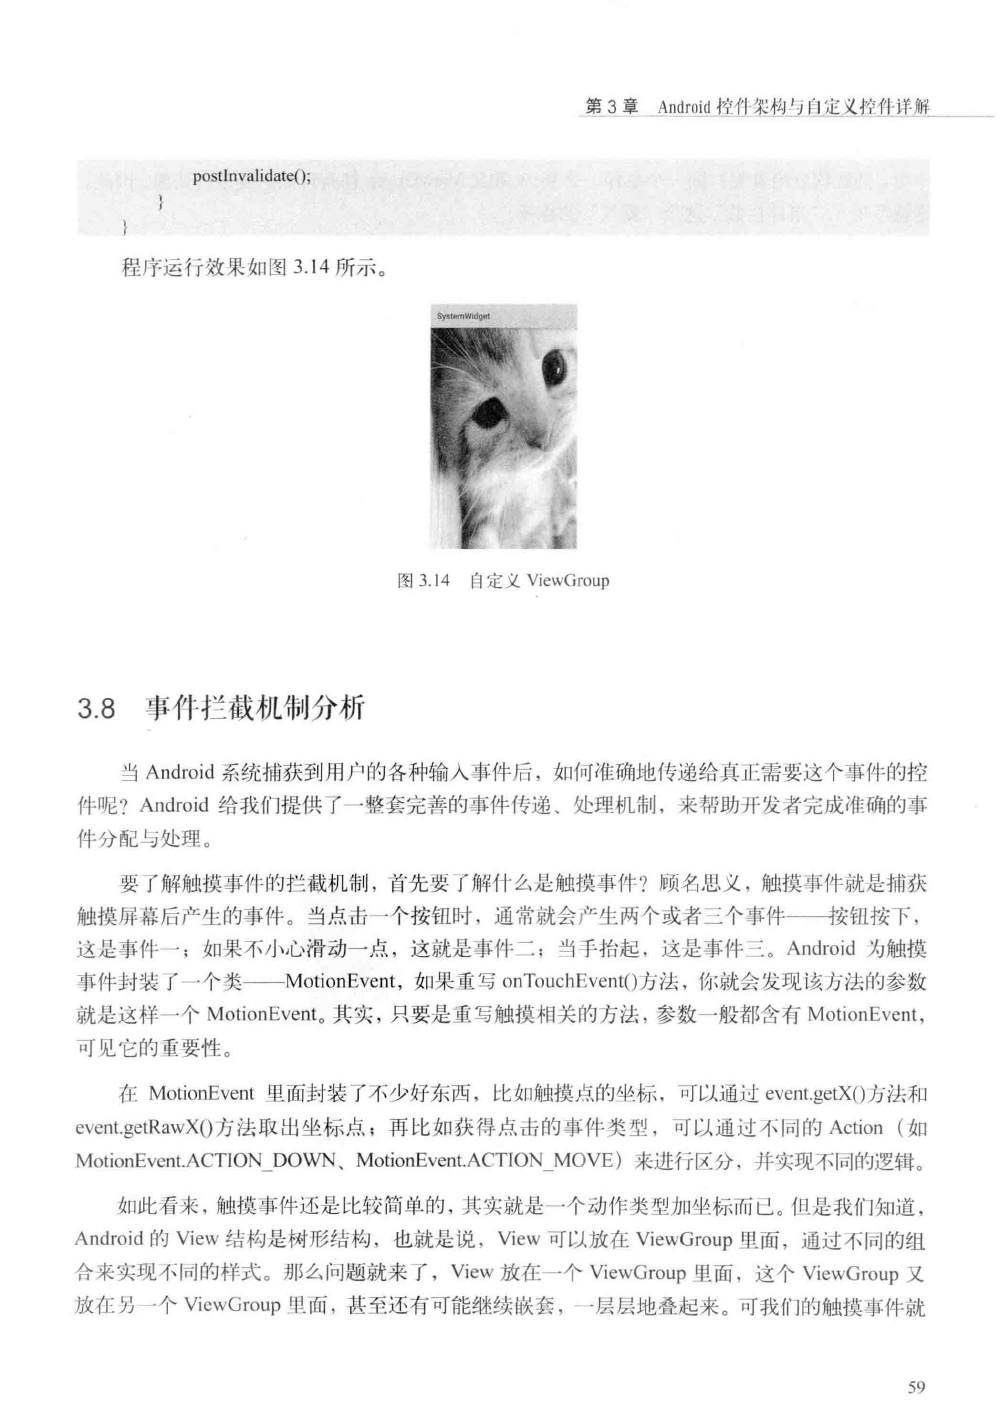 第 3 章 Android 控件架构与自定义控件详解
postInvalidate();
}
}
程序运行效果如图 3.14 所示。
SystemWidget
图 3.14 自定义 ViewGroup
3.8 事件拦截机制分析
当 Android 系统捕获到用户的各种输入事件后，如何准确地传递给真正需要这个事件的控
件呢？Android 给我们提供了一整套完善的事件传递、处理机制，来帮助开发者完成准确的事
件分配与处理。
要了解触摸事件的拦截机制，首先要了解什么是触摸事件？顾名思义，触摸事件就是捕获
触摸屏幕后产生的事件。当点击一个按钮时，通常就会产生两个或者三个事件——按钮按下，
这是事件一；如果不小心滑动一点，这就是事件二；当手抬起，这是事件三。Android 为触摸
事件封装了一个类——MotionEvent，如果重写 onTouchEvent()方法，你就会发现该方法的参数
就是这样一个 MotionEvent。其实，只要是重写触摸相关的方法，参数一般都含有 MotionEvent，
可见它的重要性。
在 MotionEvent 里面封装了不少好东西，比如触摸点的坐标，可以通过 event.getX()方法和
event.getRawX()方法取出坐标点；再比如获得点击的事件类型，可以通过不同的 Action（如
MotionEvent.ACTION_DOWN、MotionEvent.ACTION_MOVE）来进行区分，并实现不同的逻辑。
如此看来，触摸事件还是比较简单的，其实就是一个动作类型加坐标而已。但是我们知道，
Android 的 View 结构是树形结构，也就是说，View 可以放在 ViewGroup 里面，通过不同的组
合来实现不同的样式。那么问题就来了，View 放在一个 ViewGroup 里面，这个 ViewGroup 又
放在另一个 ViewGroup 里面，甚至还有可能继续嵌套，一层层地叠起来。可我们的触摸事件就
59